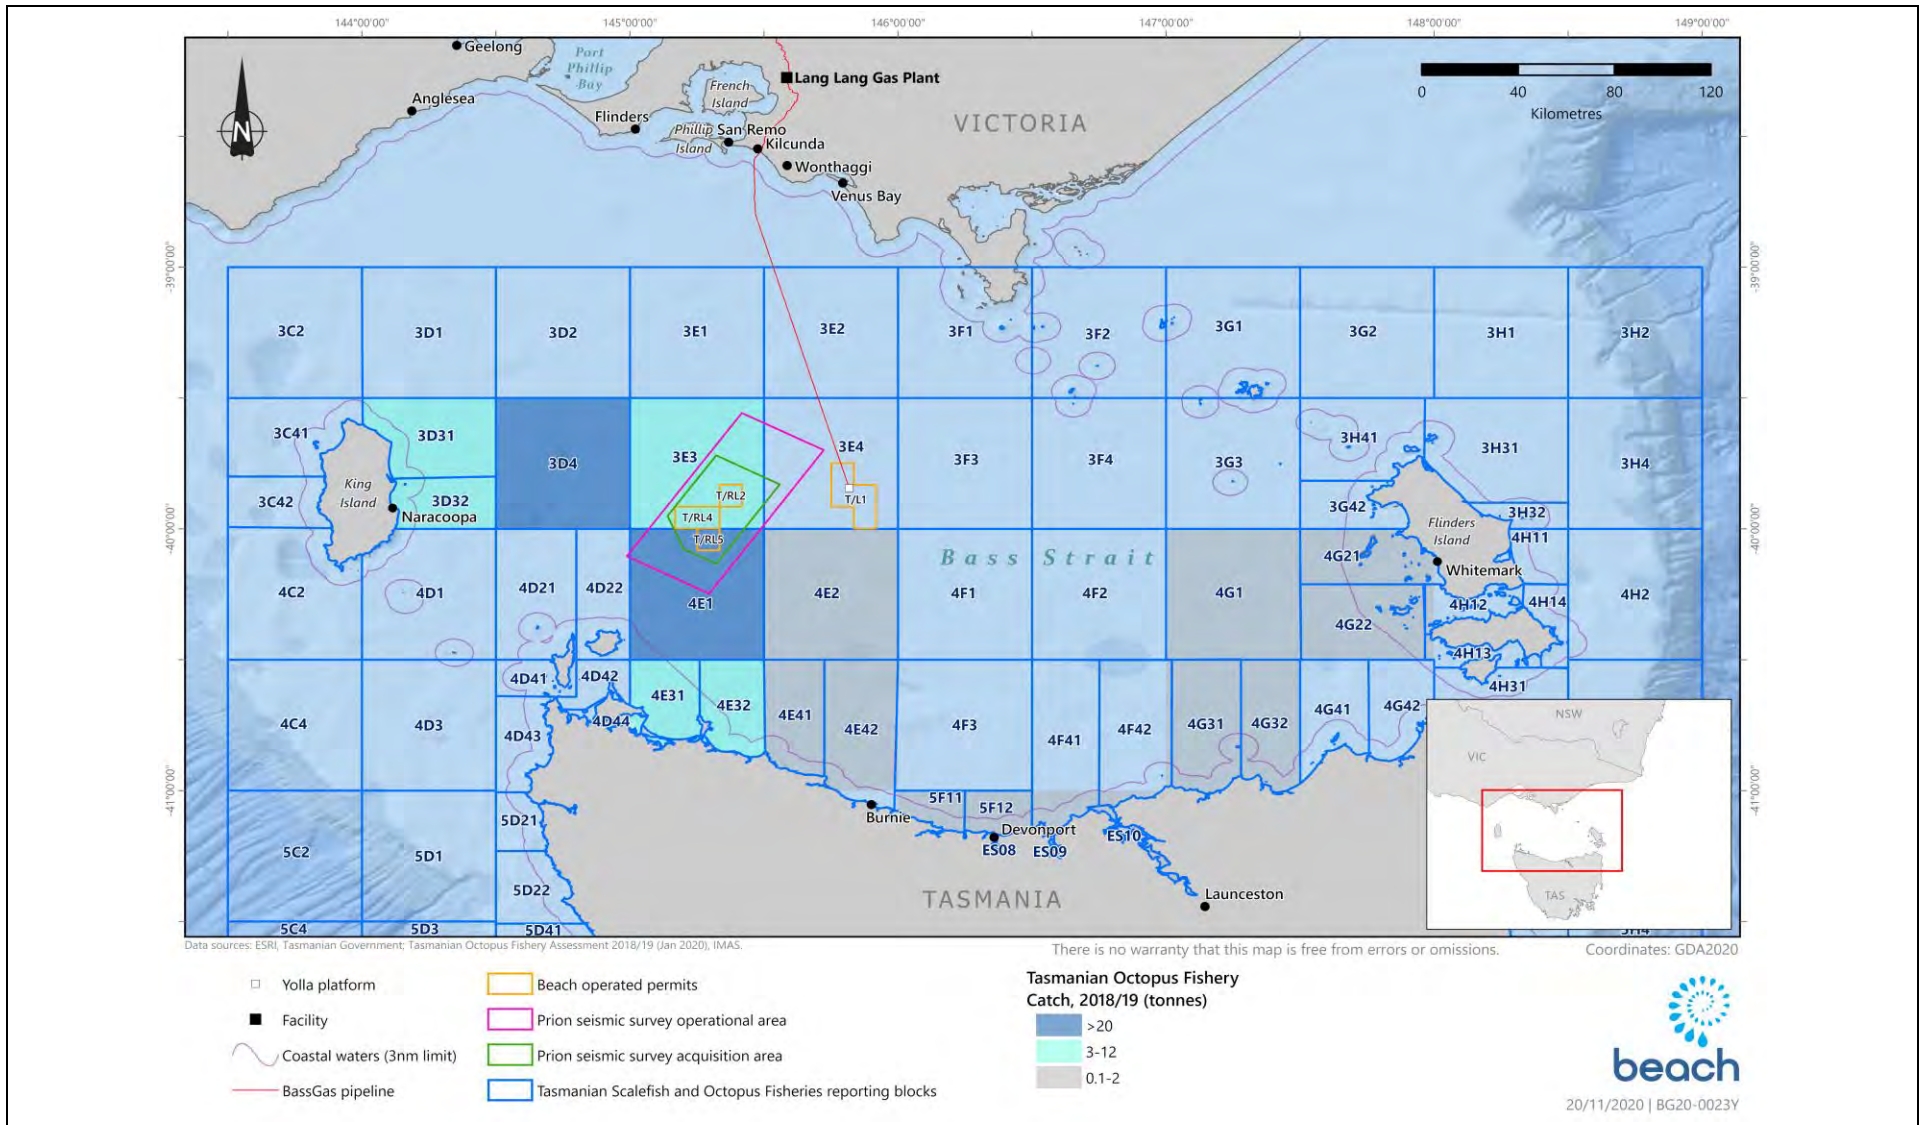 144°00'00"
145°00'00"
146°00'00"
147°00'00"
148°00'00"
149°00'00"
Geelong
Port
Phillip
Bay
Lang Lang Gas Plant
French
Island
Anglesea
Flinders
Phillip
Island
San Remo
Kilcunda
Wonthaggi
Venus Bay
VICTORIA
N
0 40 80 120
Kilometres
-39°00'00"
-39°00'00"
3C2 3D1 3D2 3E1 3E2 3F1 3F2 3G1 3G2 3H1 3H2
3C41 3D31 3D4 3E3 3E4 3F3 3F4 3G3 3H41 3H31 3H4
3C42 3D32 3G42 3H32
King
Island
Naracoopa
T/RL2
T/RL4
T/RL5
T/L1
Flinders
Island
Whitemark
-40°00'00"
-40°00'00"
Bass Strait
4C2 4D1 4D21 4D22 4E1 4E2 4F1 4F2 4G1 4G21 4G22 4H11 4H12 4H14 4H2
4H13
4H31
4D41 4D42 4E31 4E32
4C4 4D3 4D43 4D44 4E41 4E42 4F3 4F41 4F42 4G31 4G32 4G41 4G42
-41°00'00"
-41°00'00"
5F11 5F12
5D21
Burnie
Devonport
ES08 ES09 ES10
5C2 5D1
5D22
TASMANIA
Launceston
5C4 5D3 5D41
5H4
NSW
VIC
TAS
Data sources: ESRI, Tasmanian Government; Tasmanian Octopus Fishery Assessment 2018/19 (Jan 2020), IMAS.
There is no warranty that this map is free from errors or omissions.
Coordinates: GDA2020
Yolla platform
Facility
Coastal waters (3nm limit)
BassGas pipeline
Beach operated permits
Prion seismic survey operational area
Prion seismic survey acquisition area
Tasmanian Scalefish and Octopus Fisheries reporting blocks
Tasmanian Octopus Fishery
Catch, 2018/19 (tonnes)
>20
3-12
0.1-2
beach
20/11/2020 | BG20-0023Y